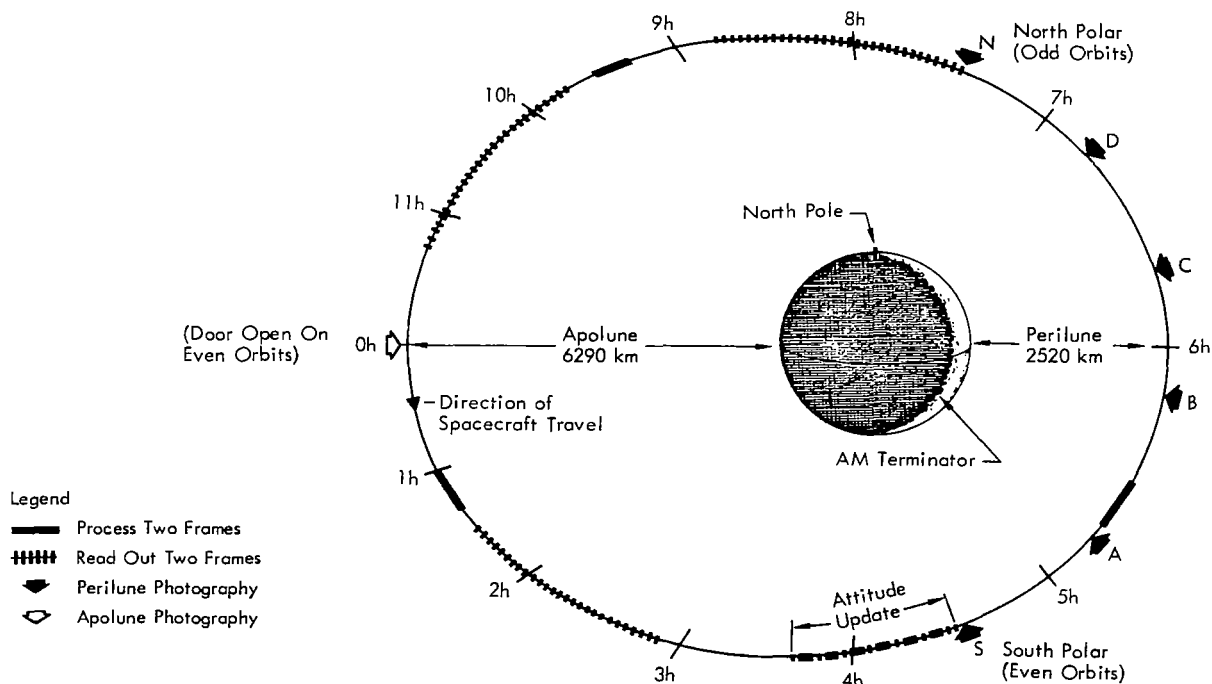 9h
8h
N
North Polar
(Odd Orbits)
10h
7h
D
11h
North Pole
C
(Door Open On
Even Orbits)
0h
Apolune
6290 km
Perilune
2520 km
6h
Direction of
Spacecraft Travel
B
AM Terminator
1h
Legend
Process Two Frames
Read Out Two Frames
Perilune Photography
Apolune Photography
A
2h
5h
Attitude
Update
3h
4h
S
South Polar
(Even Orbits)